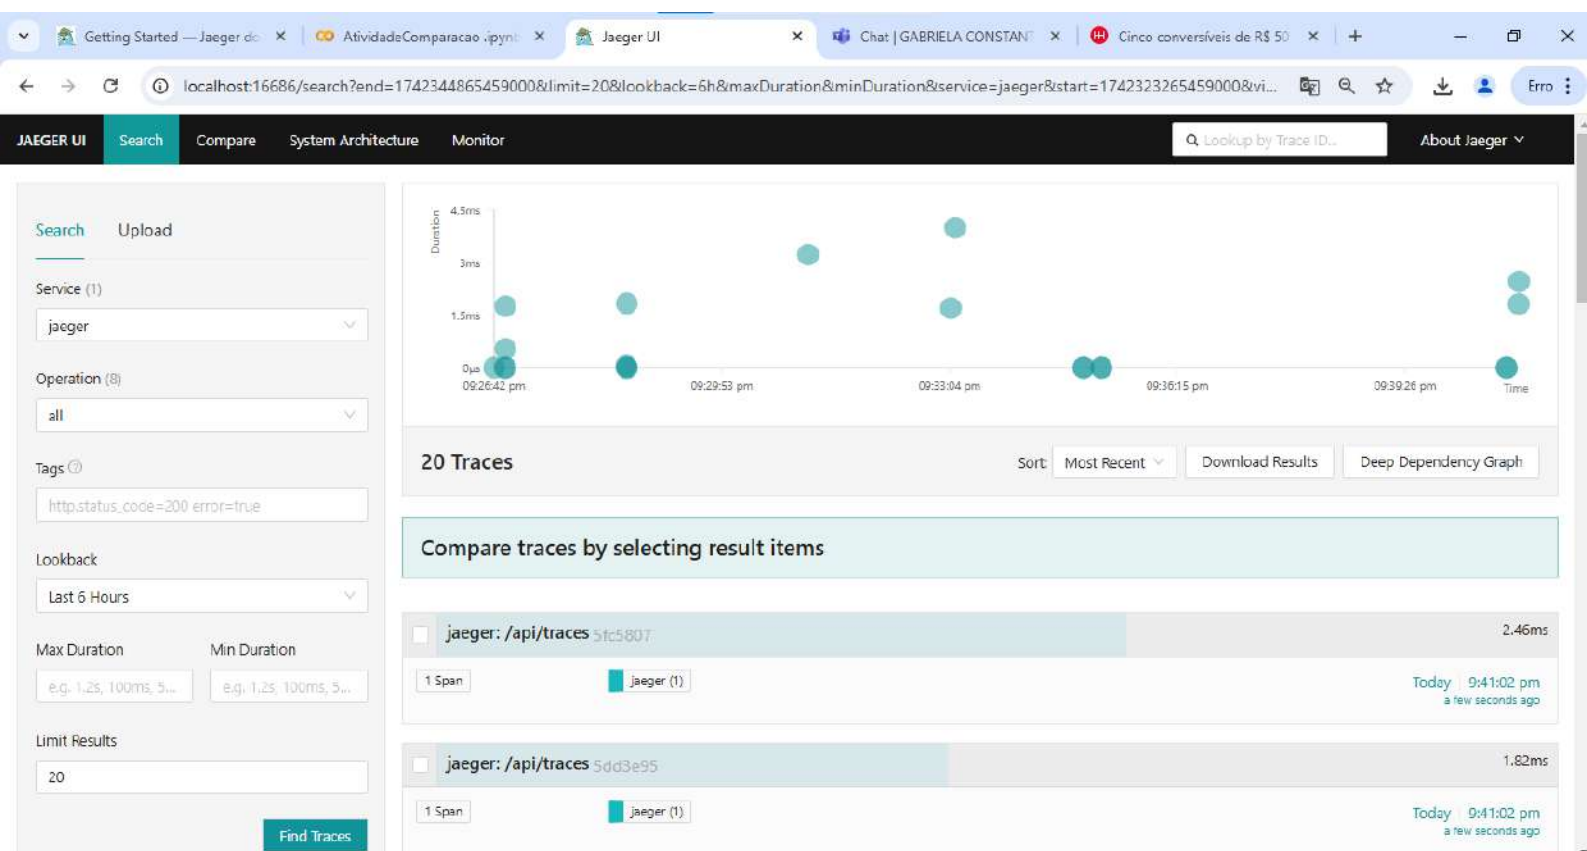 Getting Started — Jaeger do
AtividadeComparacao .ipyn
Jaeger UI
Chat | GABRIELA CONSTANT
Cinco conversíveis de R$ 50
localhost:16686/search?end=1742344865459000&limit=20&lookback=6h&maxDuration&minDuration&service=jaeger&start=1742323265459000&vi...
Erro
JAEGER UI
Search
Compare
System Architecture
Monitor
Lookup by Trace ID...
About Jaeger
Search
Upload
Service (1)
jaeger
Operation (8)
all
Tags
http.status_code=200 error=true
Lookback
Last 6 Hours
Max Duration
Min Duration
e.g. 1.2s, 100ms, 5...
e.g. 1.2s, 100ms, 5...
Limit Results
20
Find Traces
Duration
4.5ms
3ms
1.5ms
0μs
09:26:42 pm
09:29:53 pm
09:33:04 pm
09:36:15 pm
09:39:26 pm
Time
20 Traces
Sort:
Most Recent
Download Results
Deep Dependency Graph
Compare traces by selecting result items
jaeger: /api/traces 5fc5807
2.46ms
1 Span
jaeger (1)
Today 9:41:02 pm
a few seconds ago
jaeger: /api/traces 5dd3e95
1.82ms
1 Span
jaeger (1)
Today 9:41:02 pm
a few seconds ago